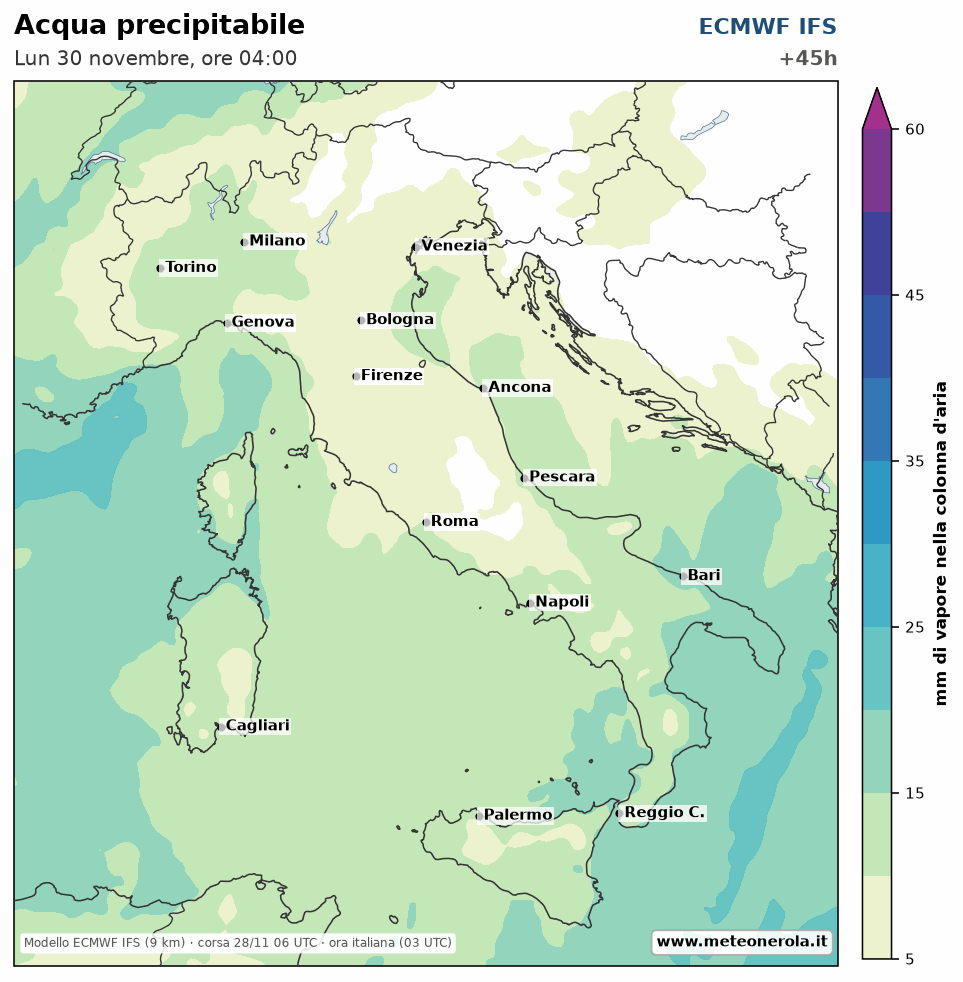 Acqua precipitabile
ECMWF IFS
Lun 30 novembre, ore 04:00
+45h
60
45
35
25
15
5
mm di vapore nella colonna d'aria
Milano
Venezia
Torino
Genova
Bologna
Firenze
Ancona
Pescara
Roma
Bari
Napoli
Cagliari
Palermo
Reggio C.
Modello ECMWF IFS (9 km) · corsa 28/11 06 UTC · ora italiana (03 UTC)
www.meteonerola.it